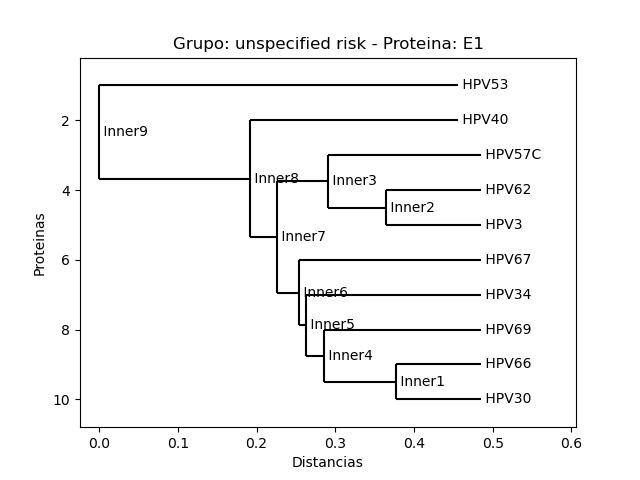 Grupo: unspecified risk - Proteina: E1
HPV53
2
HPV40
Inner9
HPV57C
Inner8
Inner3
4
HPV62
Inner2
HPV3
Inner7
Proteinas
6
HPV67
Inner6
HPV34
Inner5
8
HPV69
Inner4
HPV66
Inner1
10
HPV30
0.0 0.1 0.2 0.3 0.4 0.5 0.6
Distancias